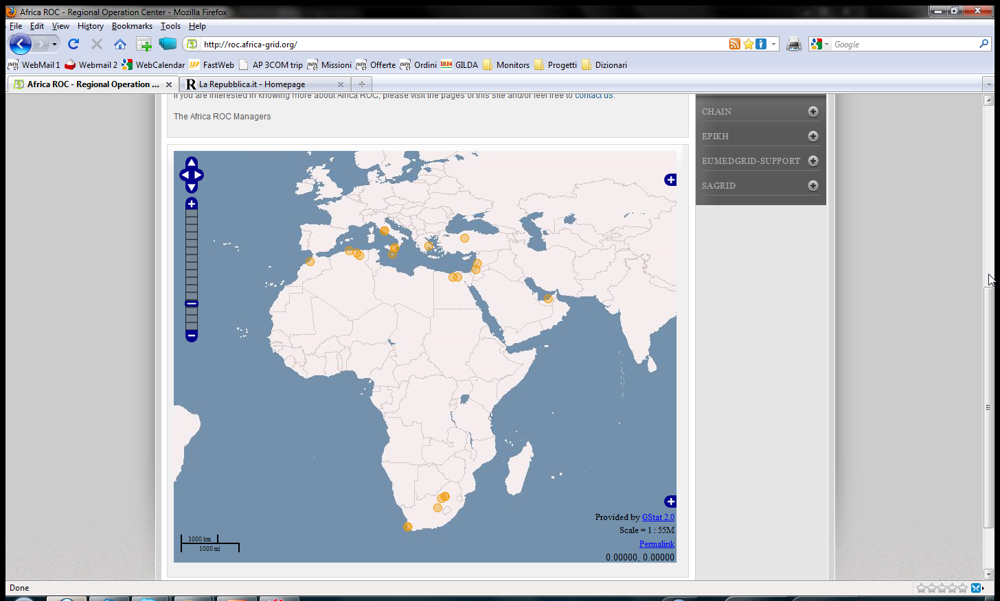 Africa ROC - Regional Operation Center - Mozilla Firefox
File Edit View History Bookmarks Tools Help
http://roc.africa-grid.org/
Google
WebMail 1 Webmail 2 WebCalendar FastWeb AP 3COM trip Missioni Offerte Ordini GILDA GILDA Monitors Progetti Dizionari
Africa ROC - Regional Operation ... R La Repubblica.it - Homepage
If you are interested in knowing more about Africa ROC, please visit the pages of this site and/or feel free to contact us.
The Africa ROC Managers
CHAIN
EPIKH
EUMEDGRID-SUPPORT
SAGRID
Provided by GStat 2.0
Scale = 1 : 55M
Permalink
0.00000, 0.00000
1000 km
1000 mi
Done